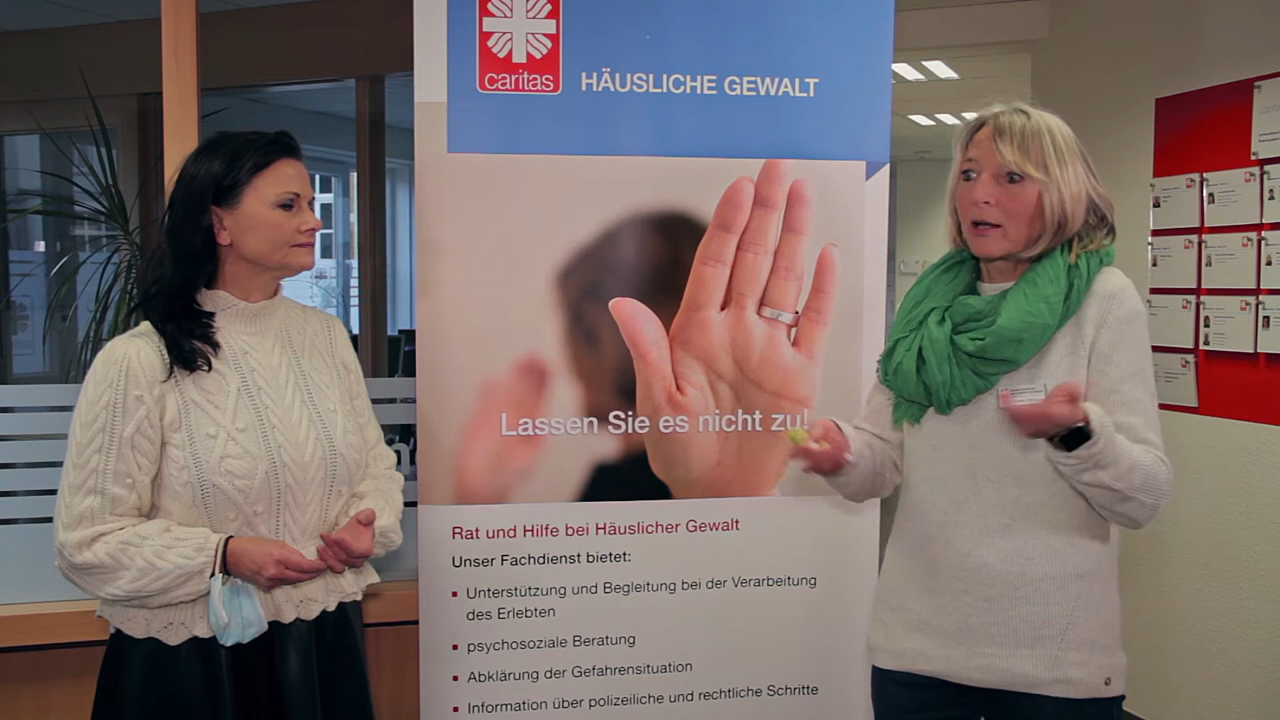 caritas
HÄUSLICHE GEWALT
Lassen Sie es nicht zu!
Rat und Hilfe bei Häuslicher Gewalt
Unser Fachdienst bietet:
▪ Unterstützung und Begleitung bei der Verarbeitung
des Erlebten
▪ psychosoziale Beratung
▪ Abklärung der Gefahrensituation
▪ Information über polizeiliche und rechtliche Schritte